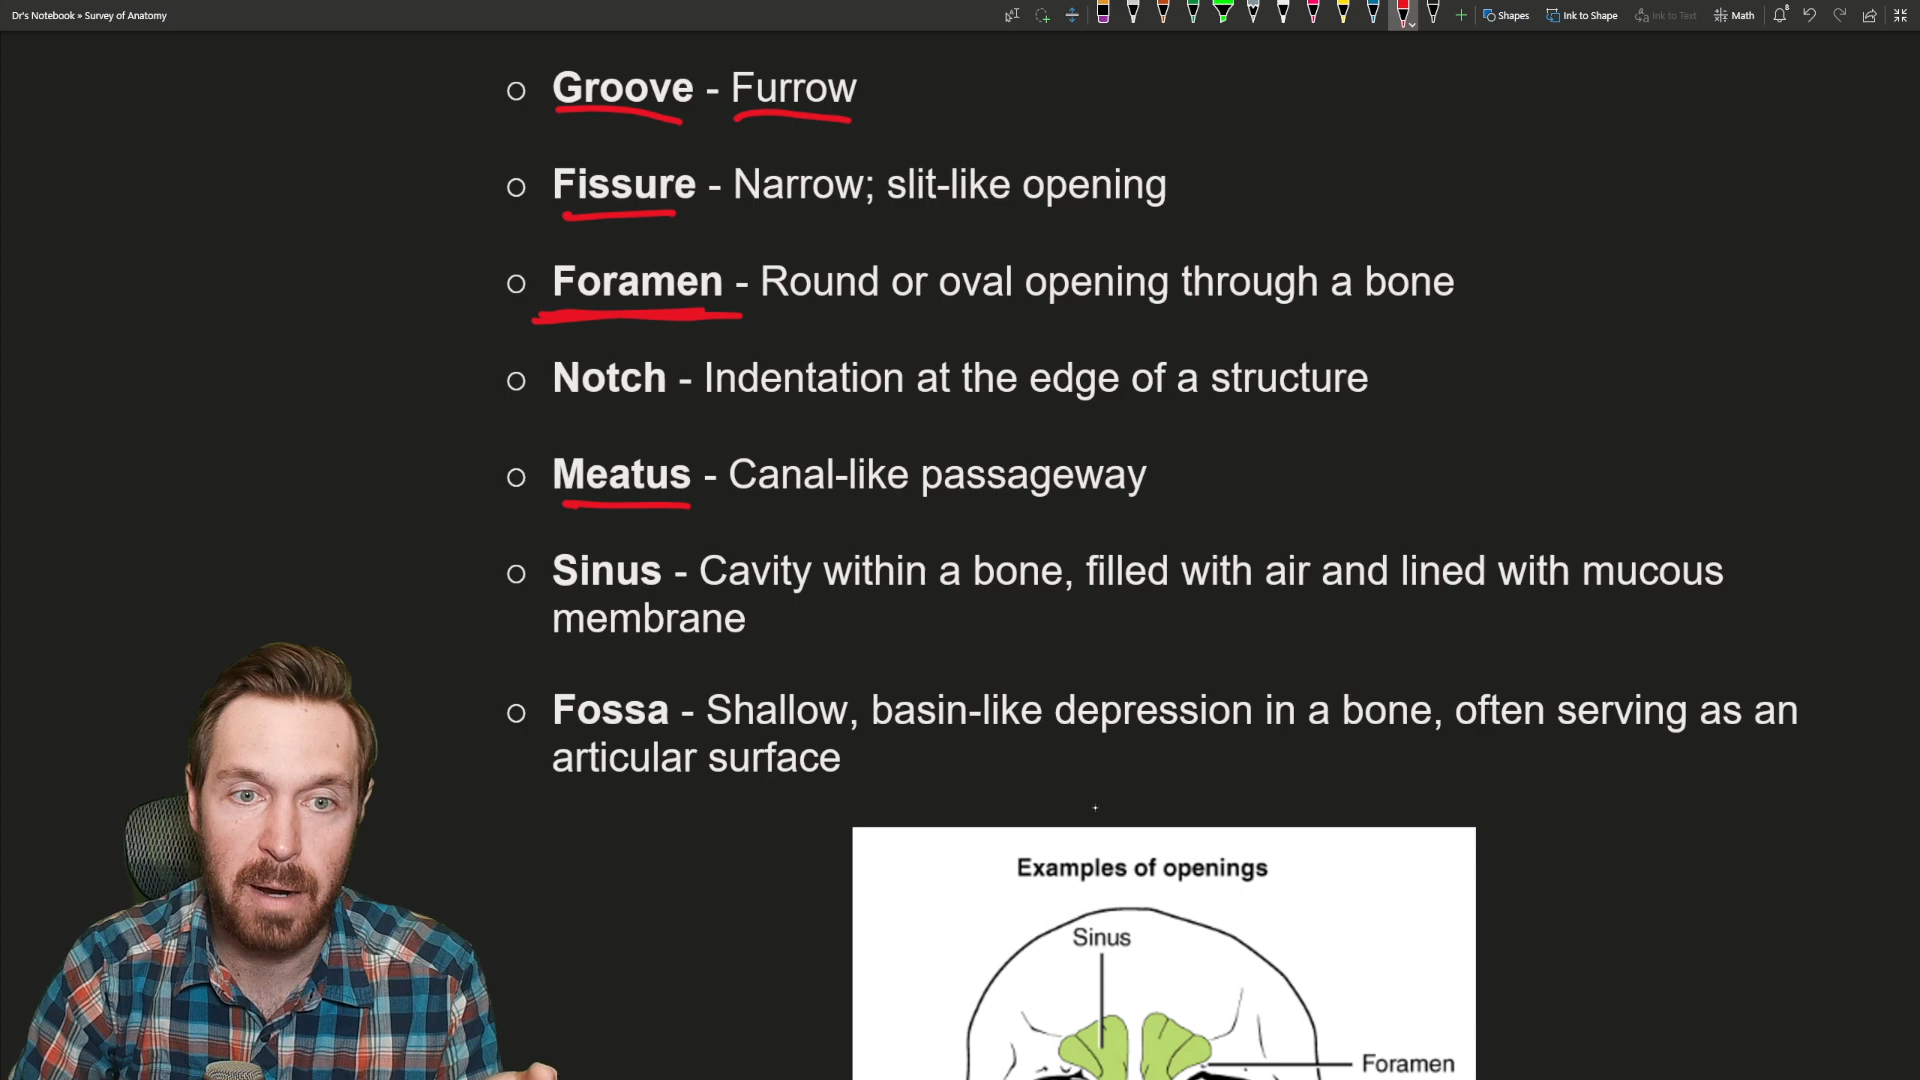 Dr's Notebook » Survey of Anatomy
Shapes
Ink to Shape
Ink to Text
Math
Groove - Furrow
Fissure - Narrow; slit-like opening
Foramen - Round or oval opening through a bone
Notch - Indentation at the edge of a structure
Meatus - Canal-like passageway
Sinus - Cavity within a bone, filled with air and lined with mucous
membrane
Fossa - Shallow, basin-like depression in a bone, often serving as an
articular surface
Examples of openings
Sinus
Foramen